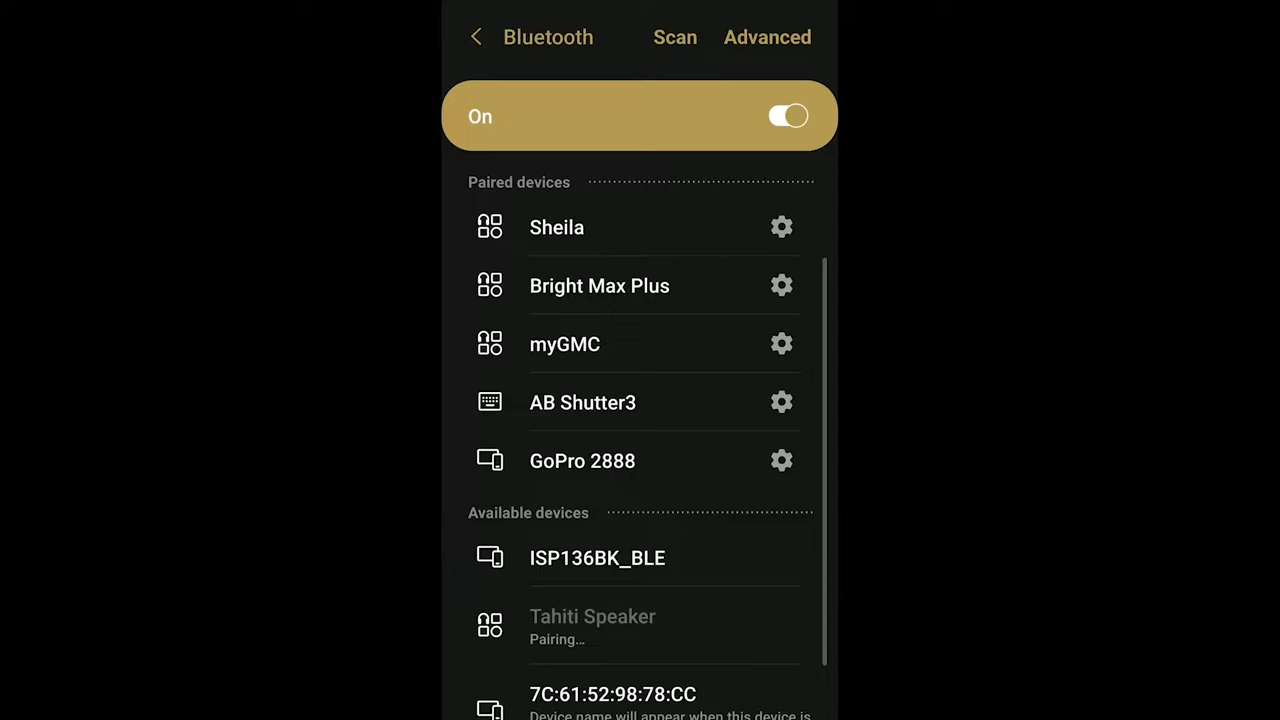 Bluetooth Scan Advanced
On
Paired devices
Sheila
Bright Max Plus
myGMC
AB Shutter3
GoPro 2888
Available devices
ISP136BK_BLE
Tahiti Speaker
Pairing...
7C:61:52:98:78:CC
Device name will appear when this device is